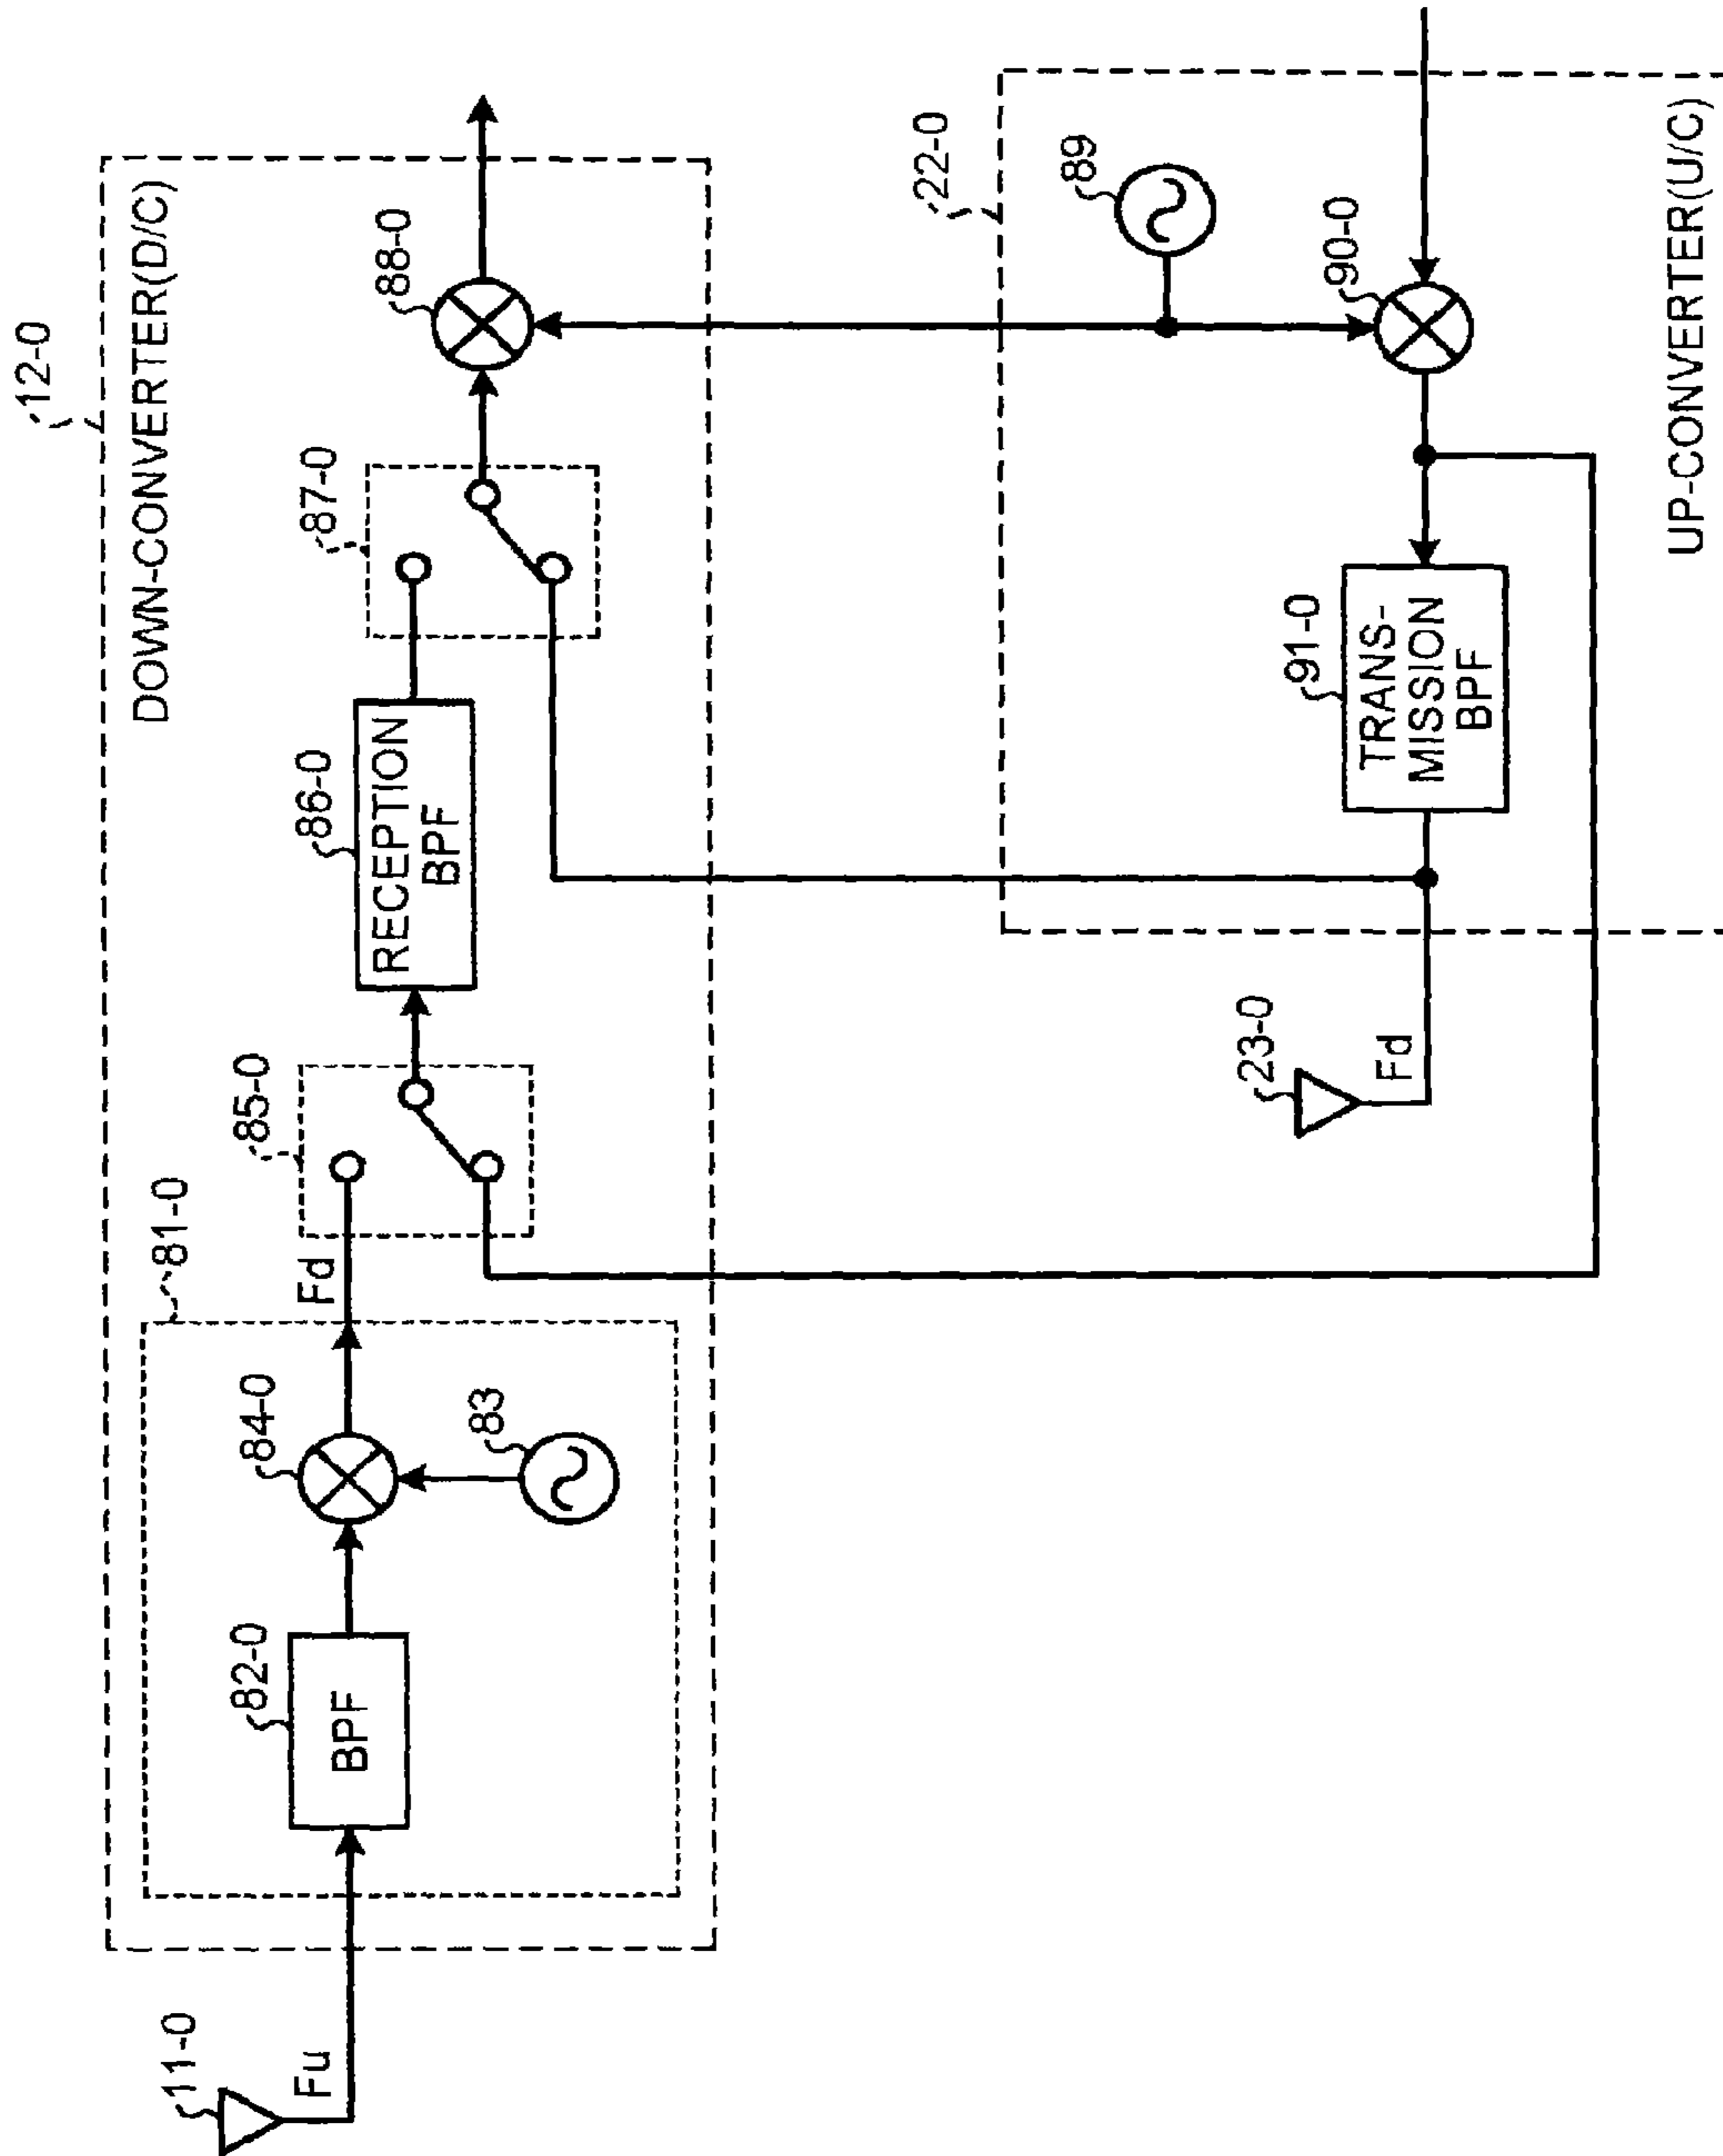 12-0
DOWN-CONVERTER(D/C)
81-0
11-0
Fu
82-0
BPF
84-0
83
Fd
85-0
86-0
RECEPTION
BPF
87-0
88-0
22-0
89
90-0
23-0
Fd
91-0
TRANS-
MISSION
BPF
UP-CONVERTER(U/C)